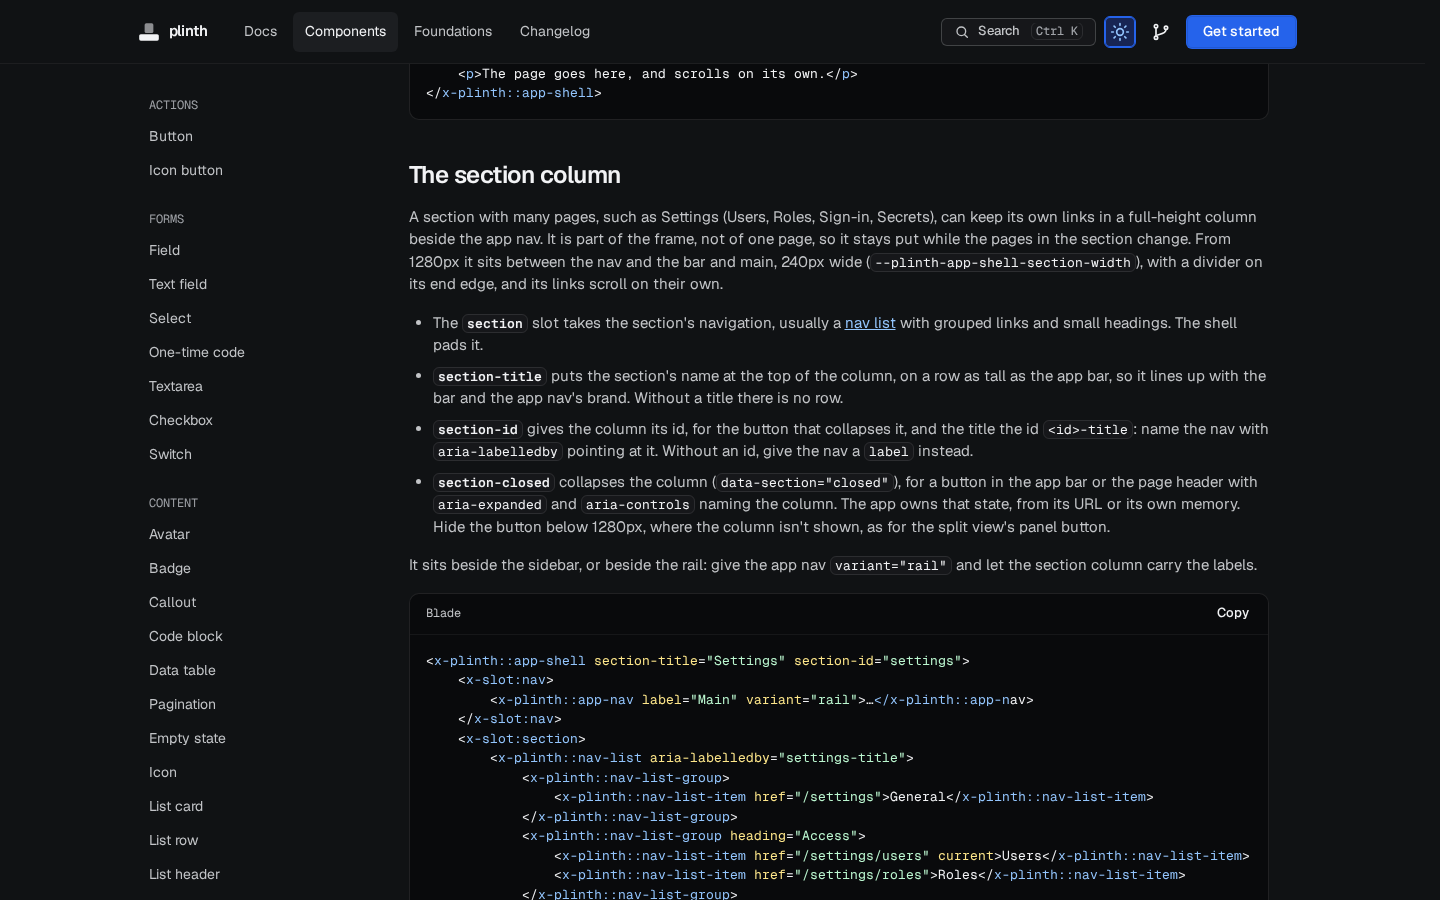 plinth
Docs
Components
Foundations
Changelog
Search
Ctrl K
Get started
ACTIONS
Button
Icon button
FORMS
Field
Text field
Select
One-time code
Textarea
Checkbox
Switch
CONTENT
Avatar
Badge
Callout
Code block
Data table
Pagination
Empty state
Icon
List card
List row
List header
<p>The page goes here, and scrolls on its own.</p>
</x-plinth::app-shell>
The section column
A section with many pages, such as Settings (Users, Roles, Sign-in, Secrets), can keep its own links in a full-height column
beside the app nav. It is part of the frame, not of one page, so it stays put while the pages in the section change. From
1280px it sits between the nav and the bar and main, 240px wide (--plinth-app-shell-section-width), with a divider on
its end edge, and its links scroll on their own.
• The section slot takes the section's navigation, usually a nav list with grouped links and small headings. The shell
pads it.
• section-title puts the section's name at the top of the column, on a row as tall as the app bar, so it lines up with the
bar and the app nav's brand. Without a title there is no row.
• section-id gives the column its id, for the button that collapses it, and the title the id <id>-title: name the nav with
aria-labelledby pointing at it. Without an id, give the nav a label instead.
• section-closed collapses the column (data-section="closed"), for a button in the app bar or the page header with
aria-expanded and aria-controls naming the column. The app owns that state, from its URL or its own memory.
Hide the button below 1280px, where the column isn't shown, as for the split view's panel button.
It sits beside the sidebar, or beside the rail: give the app nav variant="rail" and let the section column carry the labels.
Blade
Copy
<x-plinth::app-shell section-title="Settings" section-id="settings">
<x-slot:nav>
<x-plinth::app-nav label="Main" variant="rail">…</x-plinth::app-nav>
</x-slot:nav>
<x-slot:section>
<x-plinth::nav-list aria-labelledby="settings-title">
<x-plinth::nav-list-group>
<x-plinth::nav-list-item href="/settings">General</x-plinth::nav-list-item>
</x-plinth::nav-list-group>
<x-plinth::nav-list-group heading="Access">
<x-plinth::nav-list-item href="/settings/users" current>Users</x-plinth::nav-list-item>
<x-plinth::nav-list-item href="/settings/roles">Roles</x-plinth::nav-list-item>
</x-plinth::nav-list-group>